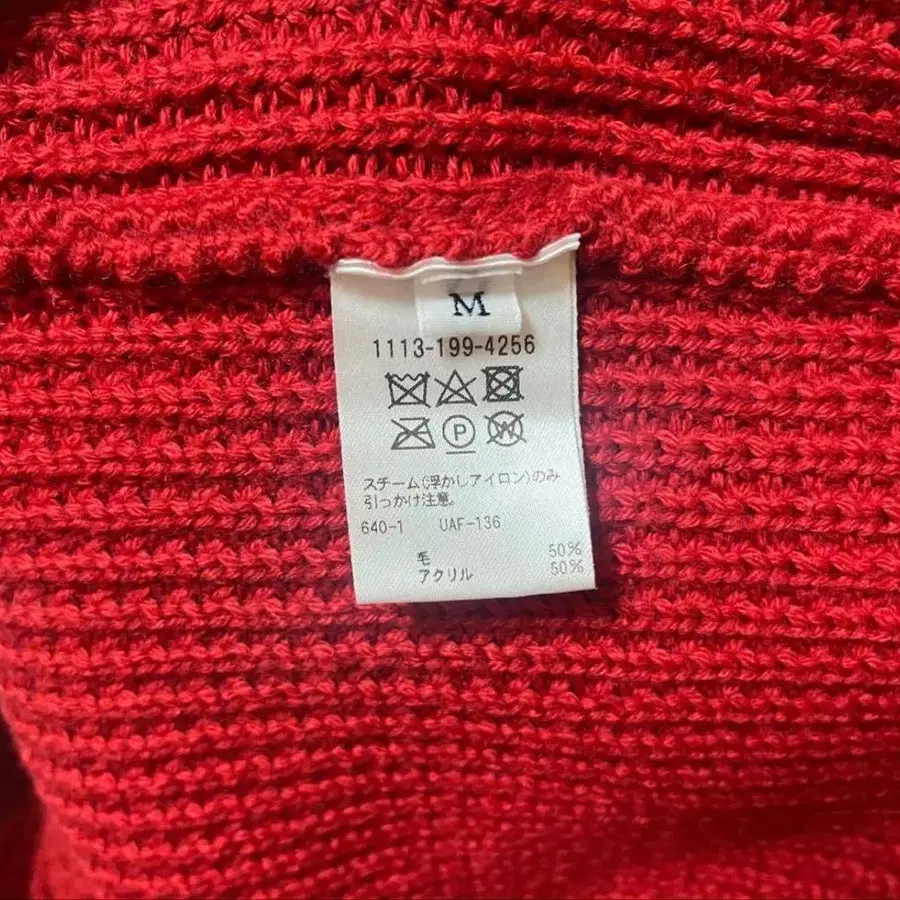 M
1113-199-4256
P
W
スチーム(浮かしアイロン)のみ
引っかけ注意。
640-1 UAF-136
毛 50%
アクリル 50%